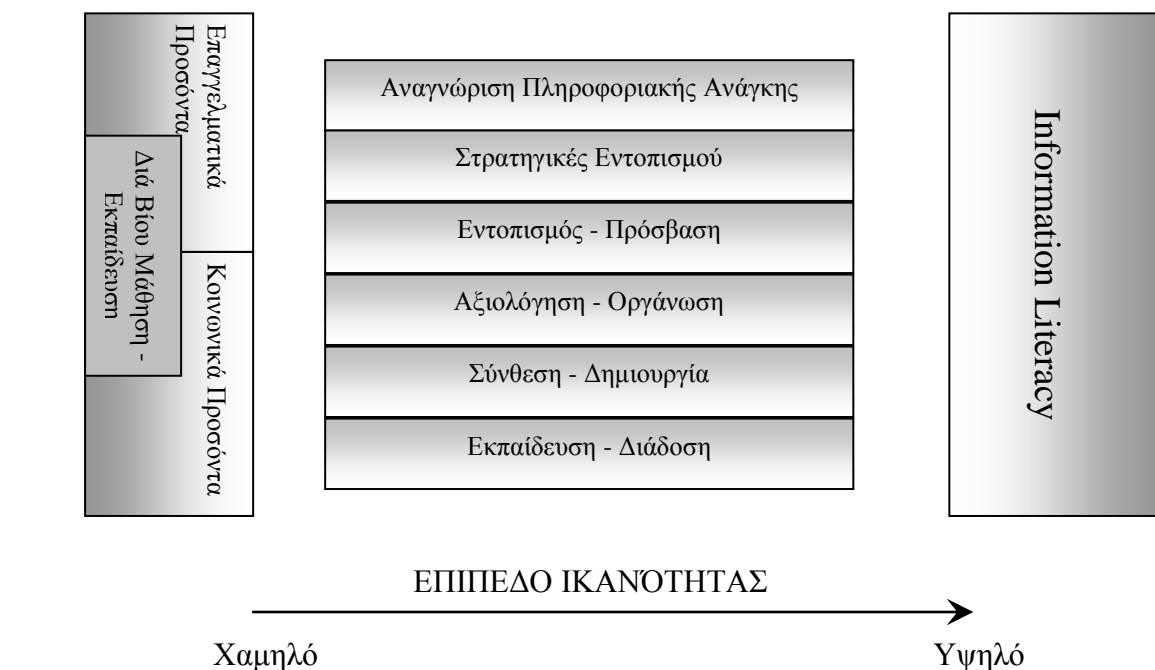 Επαγγελματικά
Προσόντα
Διά Βίου Μάθηση -
Εκπαίδευση
Κοινωνικά Προσόντα
Αναγνώριση Πληροφοριακής Ανάγκης
Στρατηγικές Εντοπισμού
Εντοπισμός - Πρόσβαση
Αξιολόγηση - Οργάνωση
Σύνθεση - Δημιουργία
Εκπαίδευση - Διάδοση
Information Literacy
ΕΠΙΠΕΔΟ ΙΚΑΝΌΤΗΤΑΣ
Χαμηλό
Υψηλό